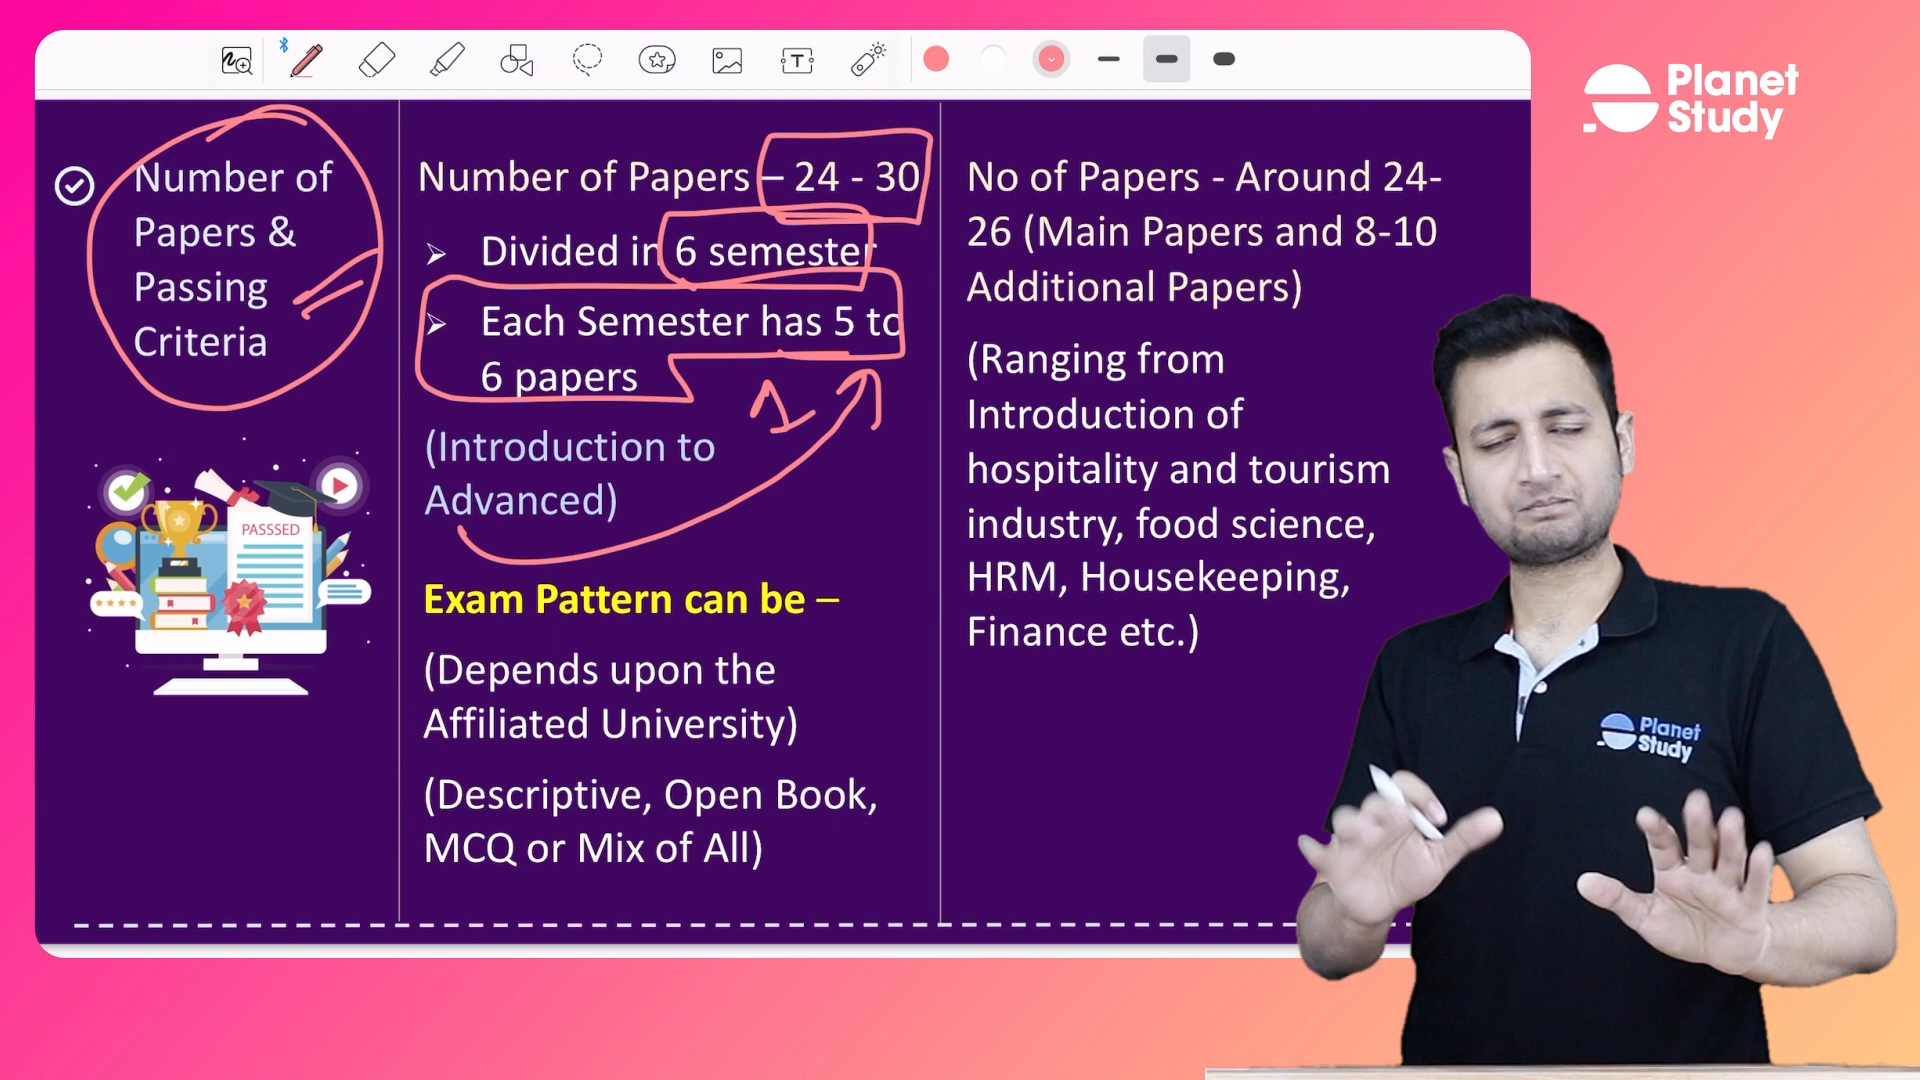 Planet
Study
Number of
Papers &
Passing
Criteria
PASSSED
Number of Papers – 24 - 30
Divided in 6 semester
Each Semester has 5 to
6 papers
1
(Introduction to
Advanced)
Exam Pattern can be –
(Depends upon the
Affiliated University)
(Descriptive, Open Book,
MCQ or Mix of All)
No of Papers - Around 24-
26 (Main Papers and 8-10
Additional Papers)
(Ranging from
Introduction of
hospitality and tourism
industry, food science,
HRM, Housekeeping,
Finance etc.)
Planet
Study